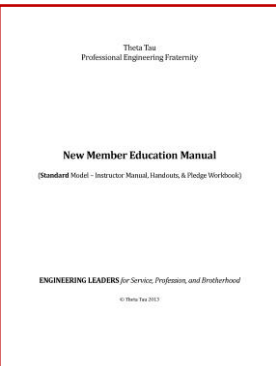 Theta Tau
Professional Engineering Fraternity
New Member Education Manual
(Standard Model – Instructor Manual, Handouts, & Pledge Workbook)
ENGINEERING LEADERS for Service, Profession, and Brotherhood
© Theta Tau 2013